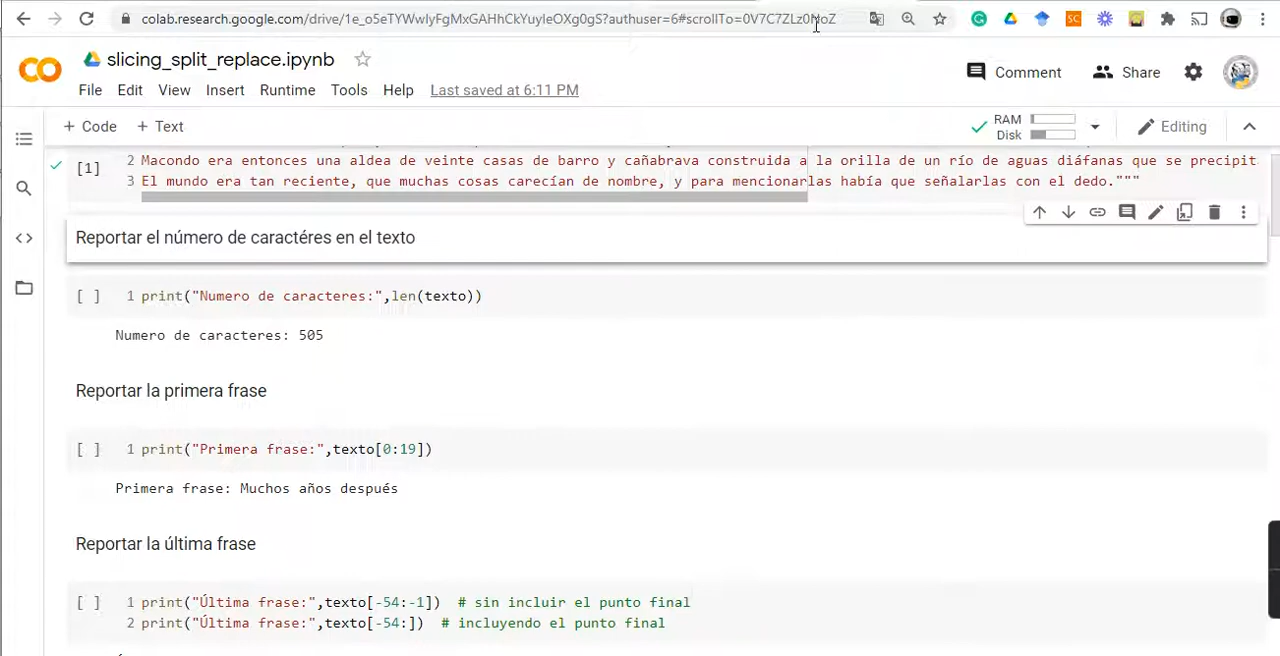 colab.research.google.com/drive/1e_o5eTYWwlyFgMxGAHhCkYuyleOXg0gS?authuser=6#scrollTo=0V7C7ZLz0NoZ
slicing_split_replace.ipynb
Comment
Share
File Edit View Insert Runtime Tools Help Last saved at 6:11 PM
+ Code + Text
RAM
Disk
Editing
[1]
2 Macondo era entonces una aldea de veinte casas de barro y cañabrava construida a la orilla de un río de aguas diáfanas que se precipit
3 El mundo era tan reciente, que muchas cosas carecían de nombre, y para mencionarlas había que señalarlas con el dedo."""
Reportar el número de caractéres en el texto
[ ] 1 print("Numero de caracteres:",len(texto))
Numero de caracteres: 505
Reportar la primera frase
[ ] 1 print("Primera frase:",texto[0:19])
Primera frase: Muchos años después
Reportar la última frase
[ ] 1 print("Última frase:",texto[-54:-1]) # sin incluir el punto final
2 print("Última frase:",texto[-54:]) # incluyendo el punto final